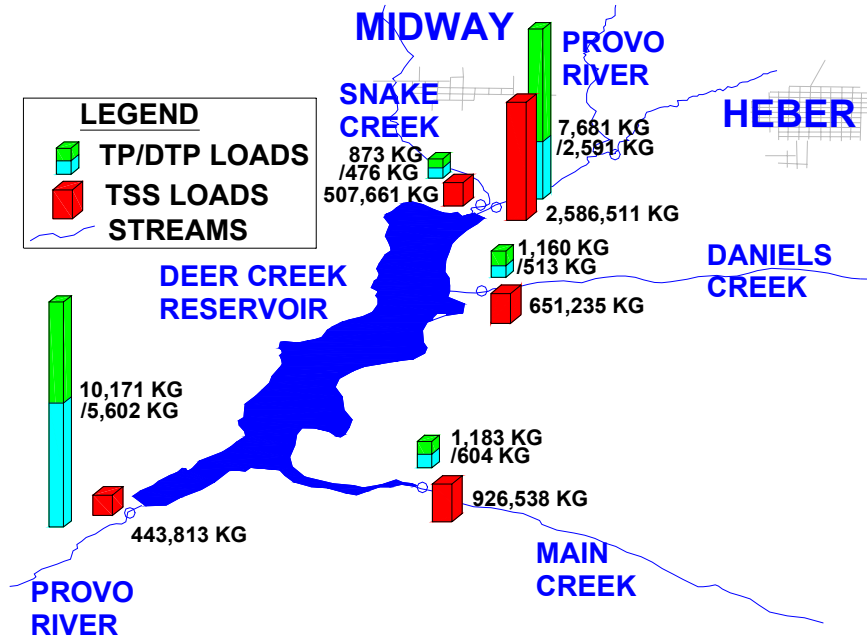 MIDWAY
PROVO
RIVER
HEBER
SNAKE
CREEK
LEGEND
TP/DTP LOADS
TSS LOADS
STREAMS
873 KG
/476 KG
507,661 KG
7,681 KG
/2,591 KG
2,586,511 KG
1,160 KG
/513 KG
651,235 KG
DANIELS
CREEK
DEER CREEK
RESERVOIR
10,171 KG
/5,602 KG
443,813 KG
1,183 KG
/604 KG
926,538 KG
MAIN
CREEK
PROVO
RIVER